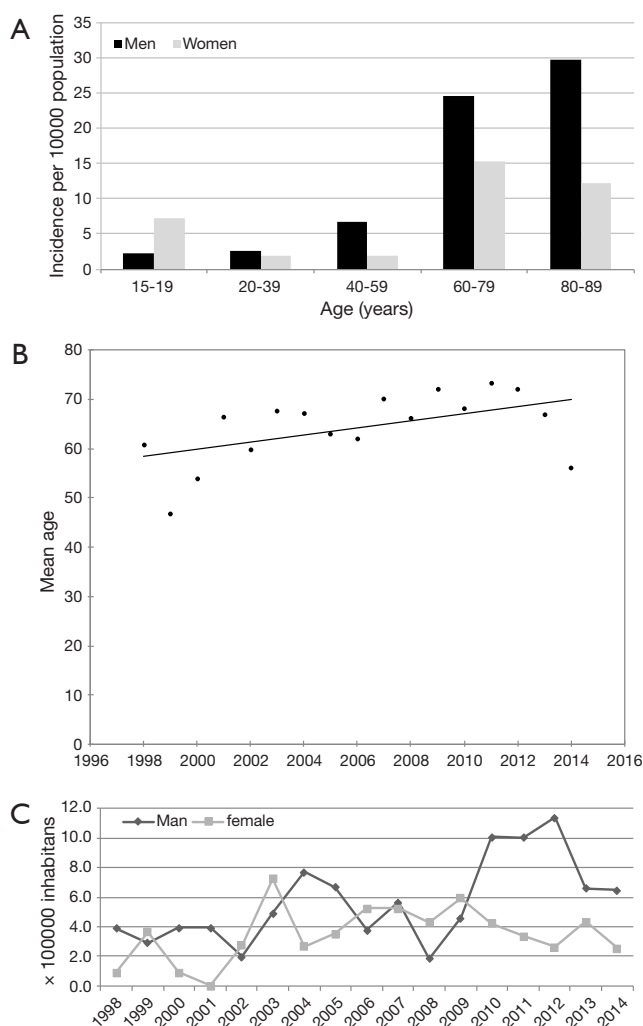 A
Incidence per 10000 population
35
30
25
20
15
10
5
0
Men Women
15-19 20-39 40-59 60-79 80-89
Age (years)
B
Mean age
80
70
60
50
40
30
20
10
0
1996 1998 2000 2002 2004 2006 2008 2010 2012 2014 2016
C
× 100000 inhabitans
12.0
10.0
8.0
6.0
4.0
2.0
0.0
Man female
1998 1999 2000 2001 2002 2003 2004 2005 2006 2007 2008 2009 2010 2011 2012 2013 2014